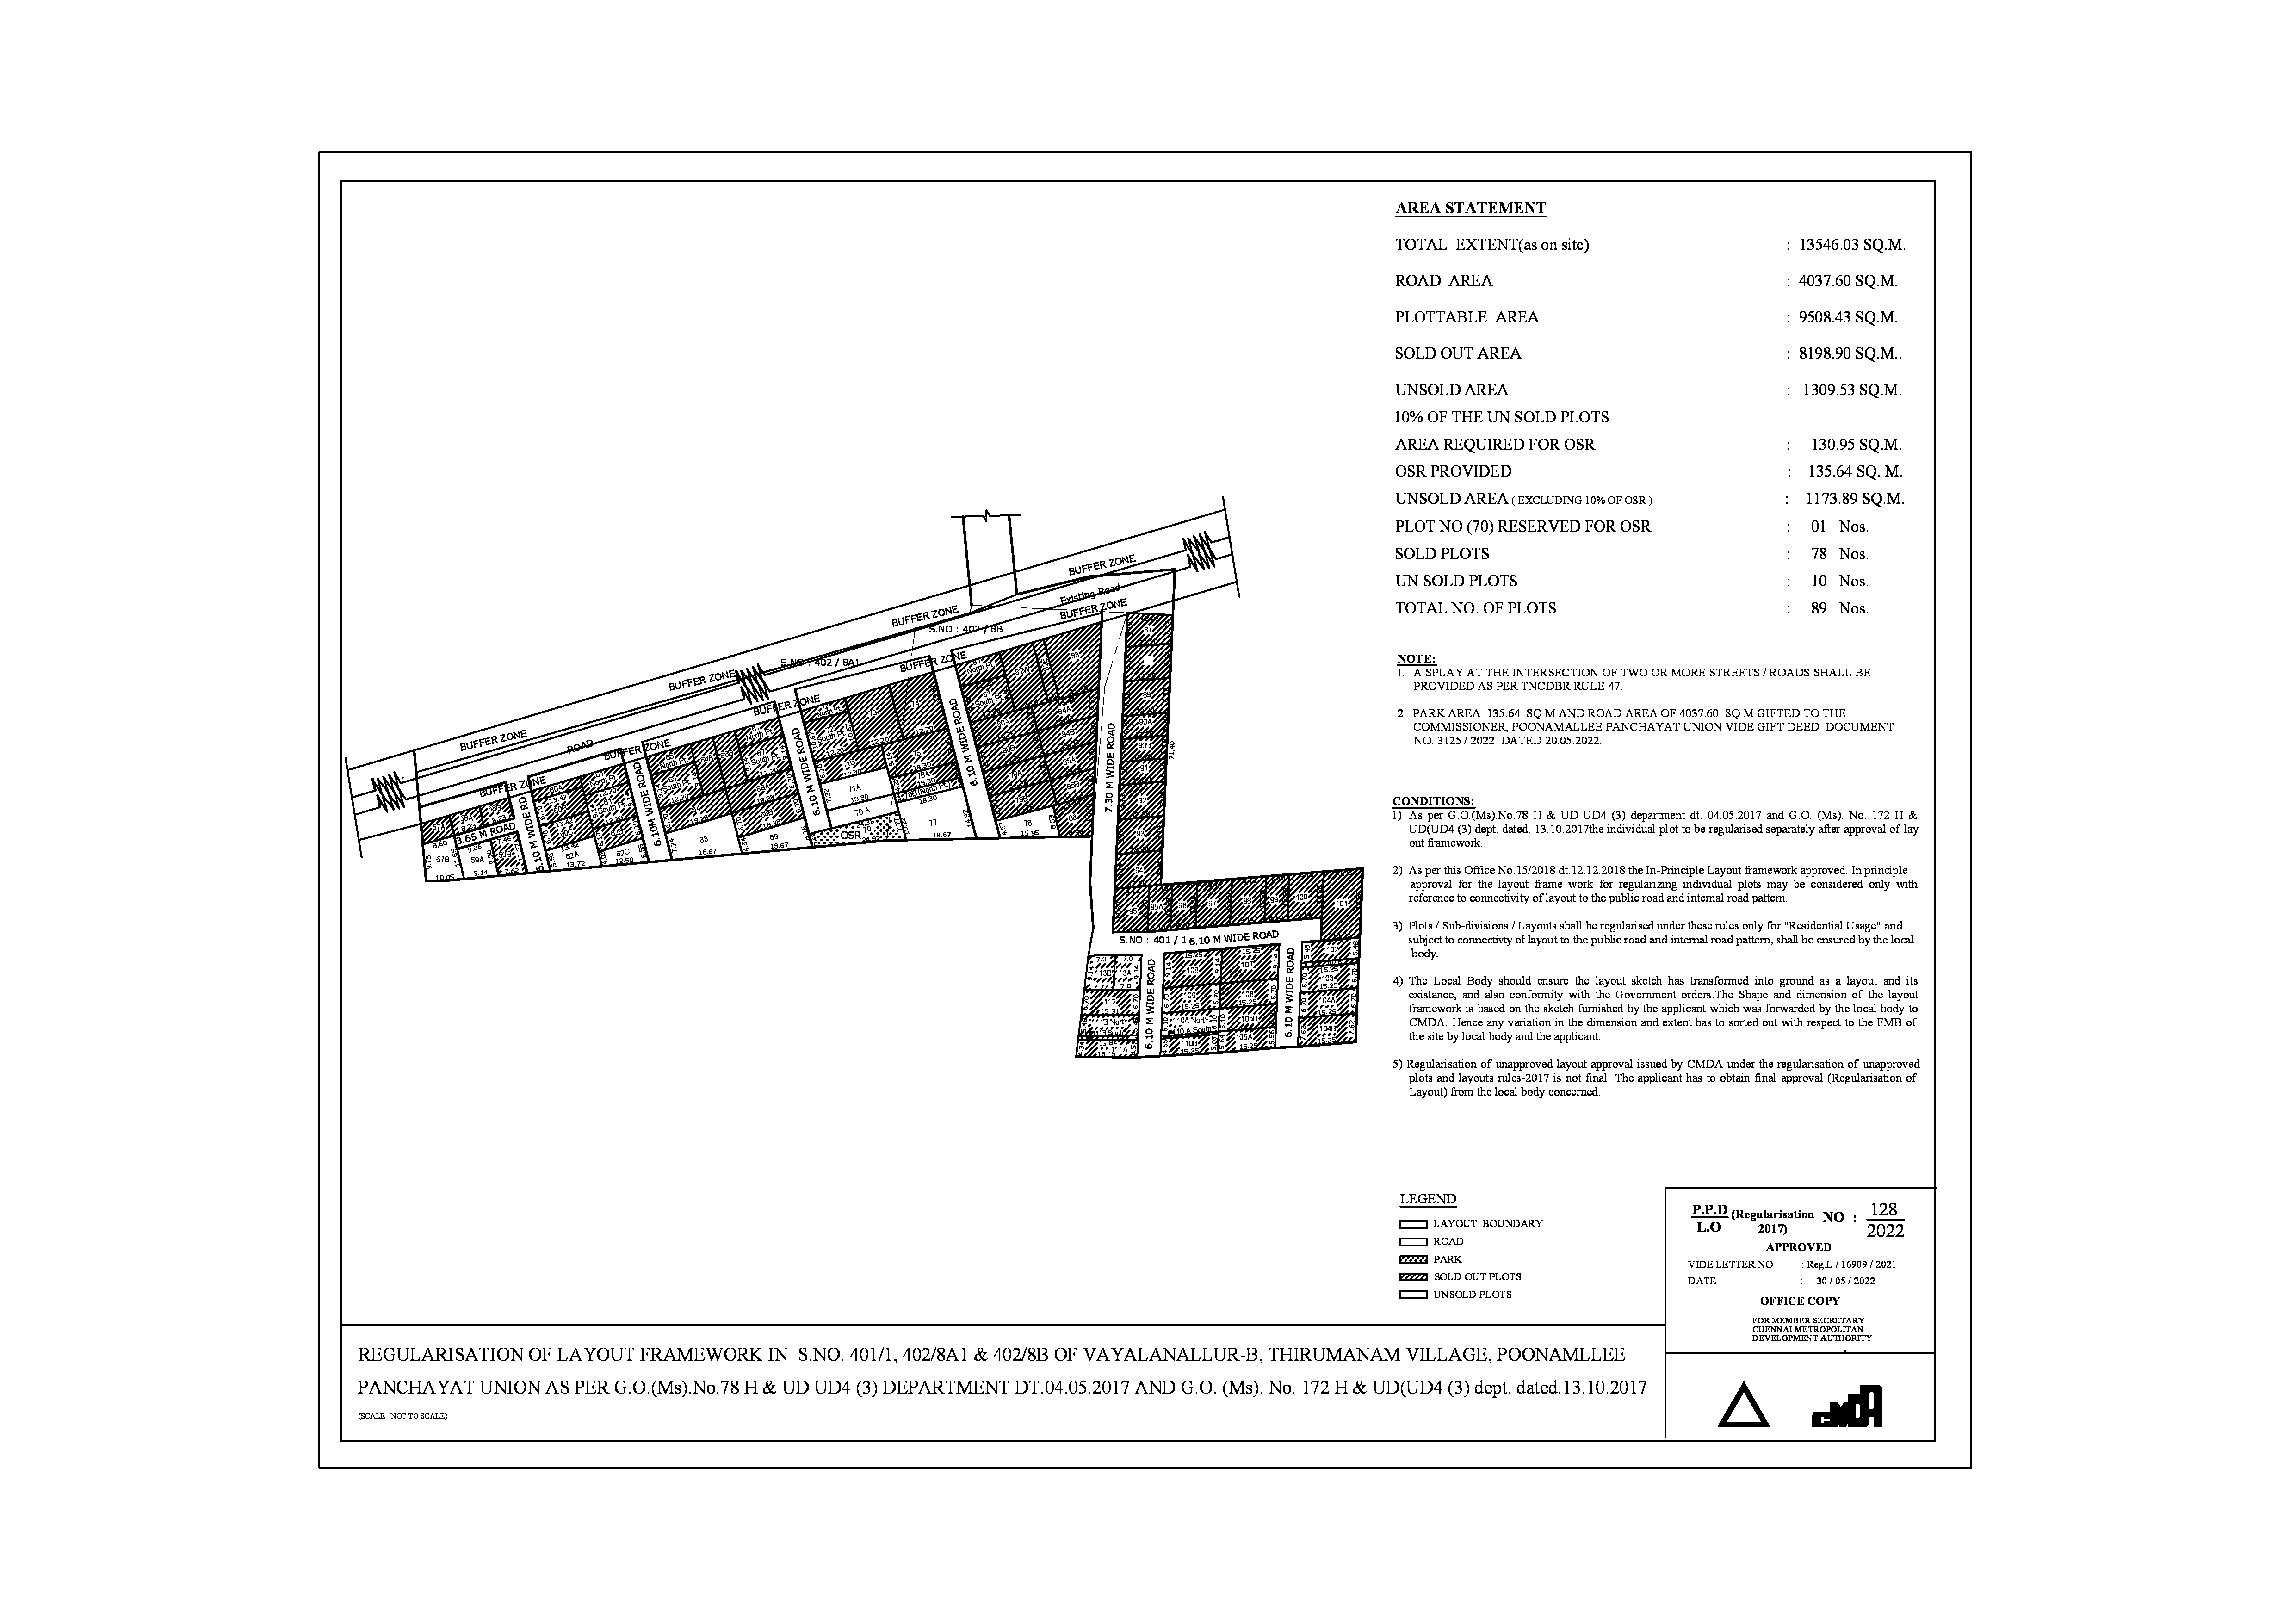 AREA STATEMENT
TOTAL EXTENT(as on site) : 13546.03 SQ.M.
ROAD AREA : 4037.60 SQ.M.
PLOTTABLE AREA : 9508.43 SQ.M.
SOLD OUT AREA : 8198.90 SQ.M..
UNSOLD AREA : 1309.53 SQ.M.
10% OF THE UN SOLD PLOTS
AREA REQUIRED FOR OSR : 130.95 SQ.M.
OSR PROVIDED : 135.64 SQ. M.
UNSOLD AREA ( EXCLUDING 10% OF OSR ) : 1173.89 SQ.M.
PLOT NO (70) RESERVED FOR OSR : 01 Nos.
SOLD PLOTS : 78 Nos.
UN SOLD PLOTS : 10 Nos.
TOTAL NO. OF PLOTS : 89 Nos.
NOTE:
1. A SPLAY AT THE INTERSECTION OF TWO OR MORE STREETS / ROADS SHALL BE
PROVIDED AS PER TNCDBR RULE 47.
2. PARK AREA 135.64 SQ M AND ROAD AREA OF 4037.60 SQ M GIFTED TO THE
COMMISSIONER, POONAMALLEE PANCHAYAT UNION VIDE GIFT DEED DOCUMENT
NO. 3125 / 2022 DATED 20.05.2022.
CONDITIONS:
1) As per G.O.(Ms).No.78 H & UD UD4 (3) department dt. 04.05.2017 and G.O. (Ms). No. 172 H &
UD(UD4 (3) dept. dated. 13.10.2017the individual plot to be regularised separately after approval of lay
out framework.
2) As per this Office No.15/2018 dt.12.12.2018 the In-Principle Layout framework approved. In principle
approval for the layout frame work for regularizing individual plots may be considered only with
reference to connectivity of layout to the public road and internal road pattern.
3) Plots / Sub-divisions / Layouts shall be regularised under these rules only for "Residential Usage" and
subject to connectivity of layout to the public road and internal road pattern, shall be ensured by the local
body.
4) The Local Body should ensure the layout sketch has transformed into ground as a layout and its
existance, and also conformity with the Government orders.The Shape and dimension of the layout
framework is based on the sketch furnished by the applicant which was forwarded by the local body to
CMDA. Hence any variation in the dimension and extent has to sorted out with respect to the FMB of
the site by local body and the applicant.
5) Regularisation of unapproved layout approval issued by CMDA under the regularisation of unapproved
plots and layouts rules-2017 is not final. The applicant has to obtain final approval (Regularisation of
Layout) from the local body concerned.
BUFFER ZONE
Existing Road
BUFFER ZONE
BUFFER ZONE
S.NO : 402 / 8B
BUFFER ZONE
S.NO : 402 / 8A1
BUFFER ZONE
BUFFER ZONE
BUFFER ZONE
ROAD
BUFFER ZONE
BUFFER ZONE
3.65 M ROAD
6.10 M WIDE RD
6.10M WIDE ROAD
6.10 M WIDE ROAD
6.10 M WIDE ROAD
7.30 M WIDE ROAD
71.40
57B
10.05
59A
9.14
62A
13.72
62C
12.50
63
18.67
69
18.67
71A
18.30
70 A
OSR
77
18.67
78
15.85
S.NO : 401 / 1
6.10 M WIDE ROAD
6.10 M WIDE ROAD
6.10 M WIDE ROAD
LEGEND
LAYOUT BOUNDARY
ROAD
PARK
SOLD OUT PLOTS
UNSOLD PLOTS
P.P.D
L.O
(Regularisation 2017)
NO : 128
2022
APPROVED
VIDE LETTER NO : Reg.L / 16909 / 2021
DATE : 30 / 05 / 2022
OFFICE COPY
FOR MEMBER SECRETARY
CHENNAI METROPOLITAN
DEVELOPMENT AUTHORITY
CMDA
REGULARISATION OF LAYOUT FRAMEWORK IN S.NO. 401/1, 402/8A1 & 402/8B OF VAYALANALLUR-B, THIRUMANAM VILLAGE, POONAMLLEE
PANCHAYAT UNION AS PER G.O.(Ms).No.78 H & UD UD4 (3) DEPARTMENT DT.04.05.2017 AND G.O. (Ms). No. 172 H & UD(UD4 (3) dept. dated.13.10.2017
(SCALE : NOT TO SCALE)